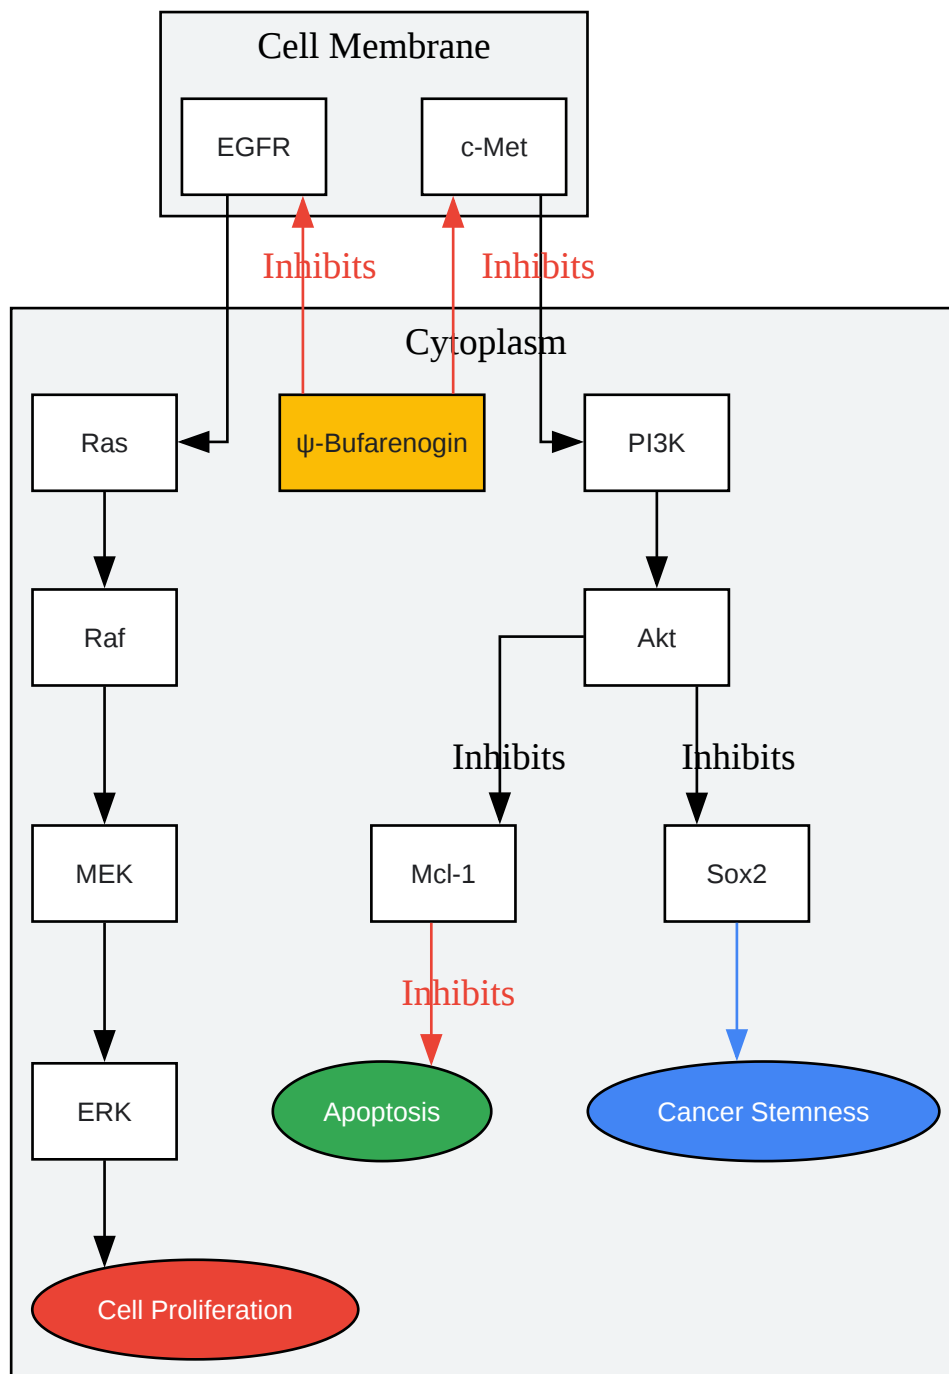 Cell Membrane
EGFR
c-Met
Inhibits
Inhibits
Cytoplasm
Ras
ψ-Bufarenogin
PI3K
Raf
Akt
Inhibits
Inhibits
MEK
Mcl-1
Sox2
Inhibits
ERK
Apoptosis
Cancer Stemness
Cell Proliferation